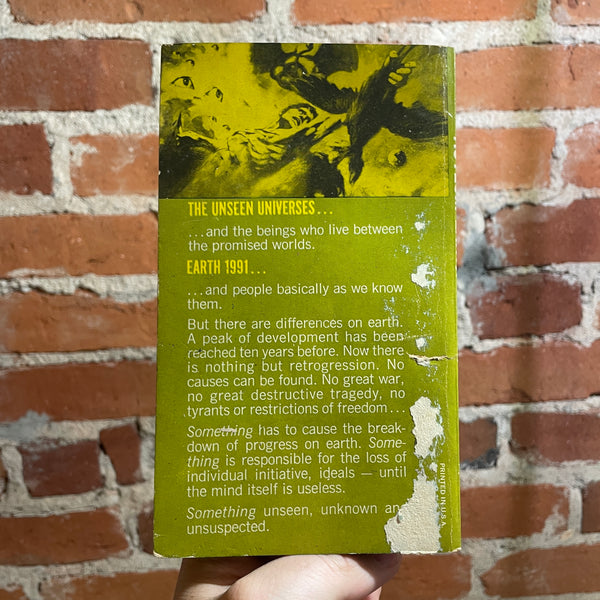 THE UNSEEN UNIVERSES...
...and the beings who live between
the promised worlds.
EARTH 1991...
...and people basically as we know
them.
But there are differences on earth.
A peak of development has been
reached ten years before. Now there
is nothing but retrogression. No
causes can be found. No great war,
no great destructive tragedy, no
tyrants or restrictions of freedom...
Something has to cause the break-
down of progress on earth. Some-
thing is responsible for the loss of
individual initiative, ideals — until
the mind itself is useless.
Something unseen, unknown an
unsuspected.
PRINTED IN U.S.A.